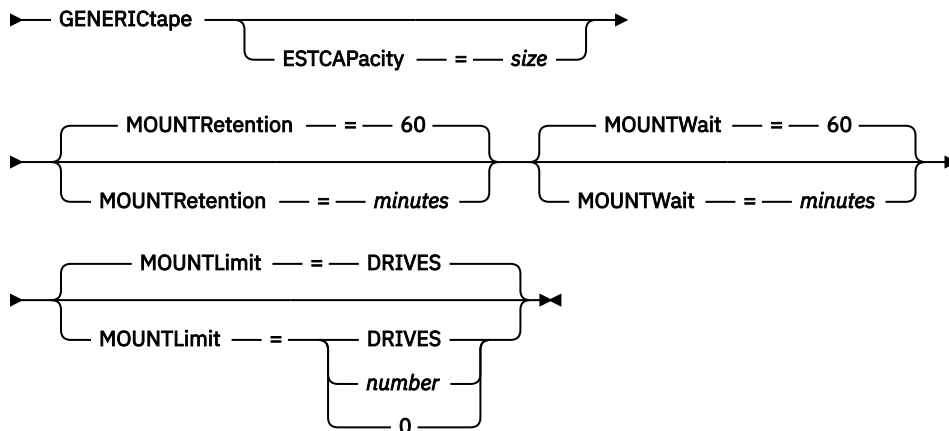 GENERICtape
ESTCAPacity = size
MOUNTRetention = 60
MOUNTWait = 60
MOUNTRetention = minutes
MOUNTWait = minutes
MOUNTLimit = DRIVES
MOUNTLimit = DRIVES
number
0